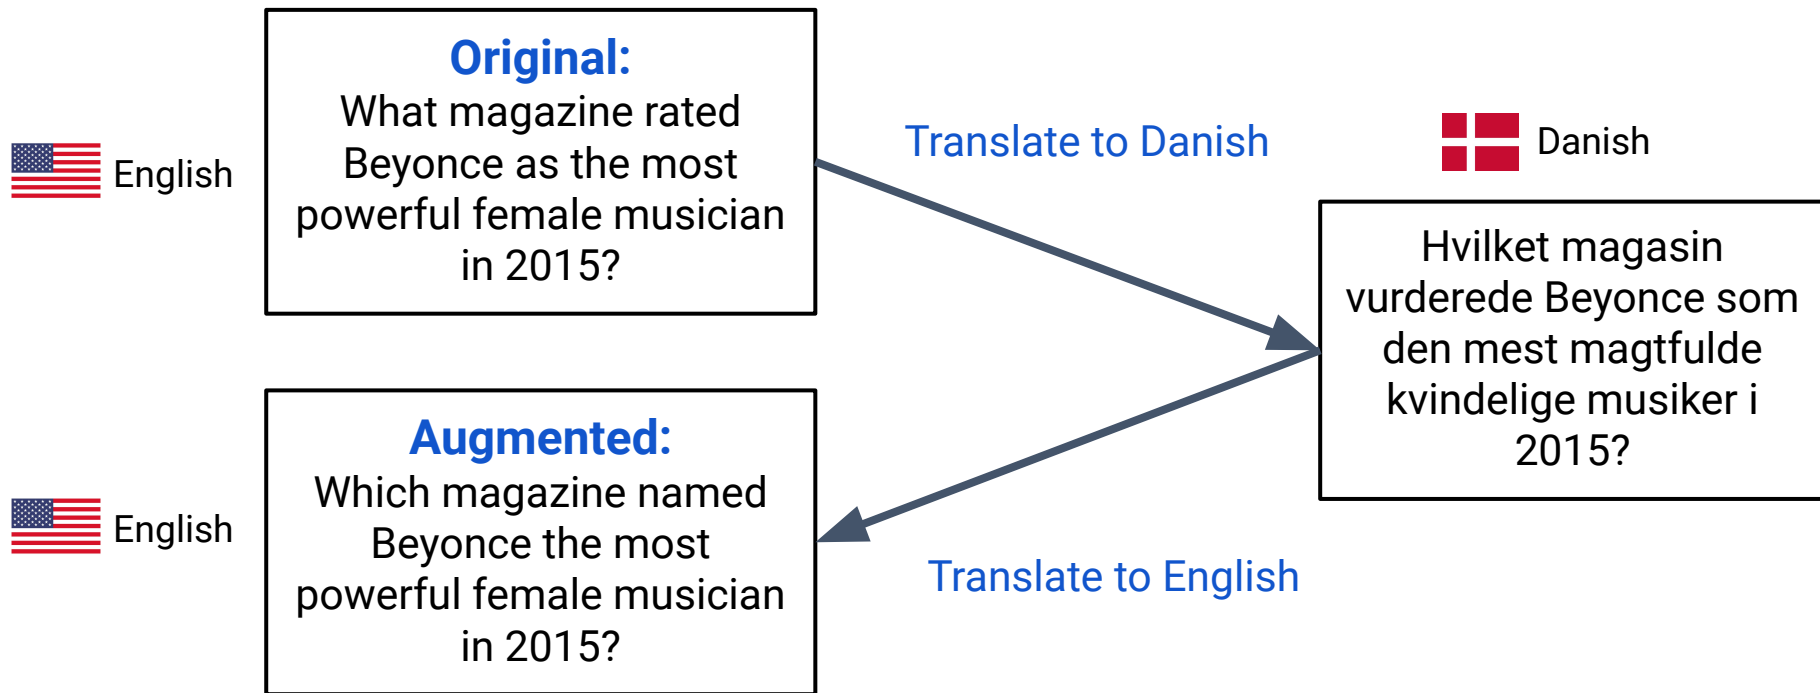 Original:
What magazine rated
Beyonce as the most
powerful female musician
in 2015?
English
Translate to Danish
Danish
Hvilket magasin
vurderede Beyonce som
den mest magtfulde
kvindelige musiker i
2015?
Augmented:
Which magazine named
Beyonce the most
powerful female musician
in 2015?
English
Translate to English